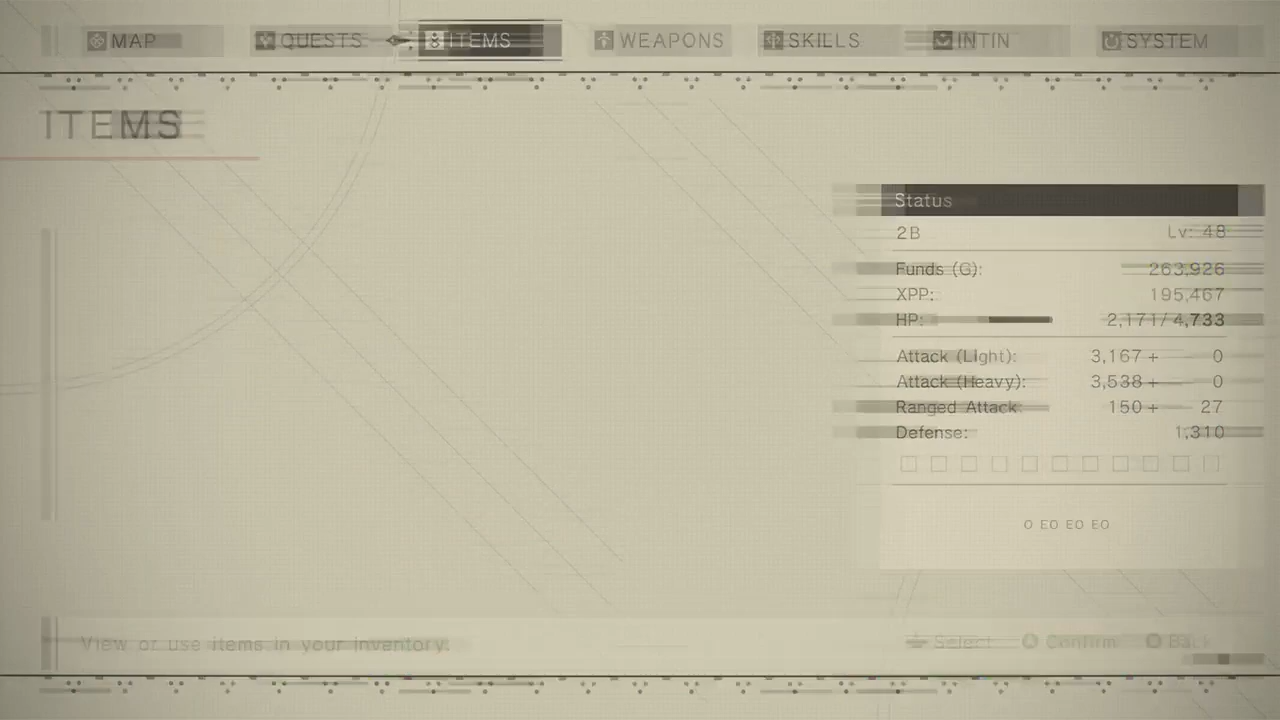 MAP QUESTS ITEMS WEAPONS SKILLS INTIN SYSTEM
ITEMS
Status
2B Lv: 48
Funds (G): 263,926
XPP: 195,467
HP: 2,171/4,733
Attack (Light): 3,167 + 0
Attack (Heavy): 3,538 + 0
Ranged Attack: 150 + 27
Defense: 1,310
O EO EO EO
View or use items in your inventory. Select Confirm Back